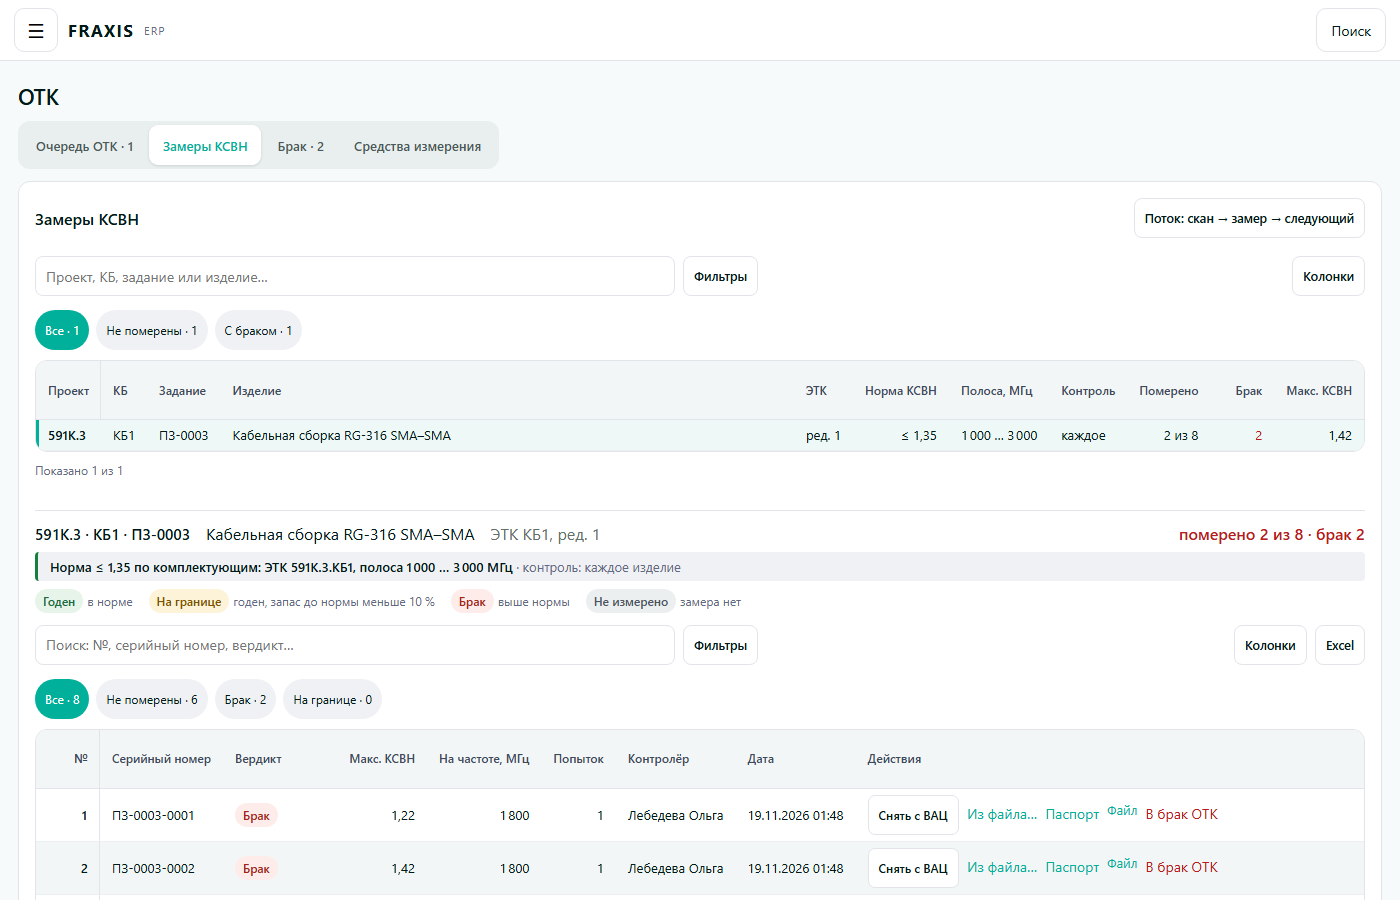 ☰ FRAXIS ERP Поиск
ОТК
Очередь ОТК · 1 Замеры КСВН Брак · 2 Средства измерения
Замеры КСВН Поток: скан → замер → следующий
Проект, КБ, задание или изделие... Фильтры Колонки
Все · 1 Не померены · 1 С браком · 1
Проект КБ Задание Изделие ЭТК Норма КСВН Полоса, МГц Контроль Померено Брак Макс. КСВН
591К.3 КБ1 ПЗ-0003 Кабельная сборка RG-316 SMA–SMA ред. 1 ≤ 1,35 1 000 ... 3 000 каждое 2 из 8 2 1,42
Показано 1 из 1
591К.3 · КБ1 · ПЗ-0003 Кабельная сборка RG-316 SMA–SMA ЭТК КБ1, ред. 1 померено 2 из 8 · брак 2
Норма ≤ 1,35 по комплектующим: ЭТК 591К.3.КБ1, полоса 1 000 ... 3 000 МГц · контроль: каждое изделие
Годен в норме На границе годен, запас до нормы меньше 10 % Брак выше нормы Не измерено замера нет
Поиск: №, серийный номер, вердикт... Фильтры Колонки Excel
Все · 8 Не померены · 6 Брак · 2 На границе · 0
№ Серийный номер Вердикт Макс. КСВН На частоте, МГц Попыток Контролёр Дата Действия
1 ПЗ-0003-0001 Брак 1,22 1 800 1 Лебедева Ольга 19.11.2026 01:48 Снять с ВАЦ Из файла... Паспорт Файл В брак ОТК
2 ПЗ-0003-0002 Брак 1,42 1 800 1 Лебедева Ольга 19.11.2026 01:48 Снять с ВАЦ Из файла... Паспорт Файл В брак ОТК